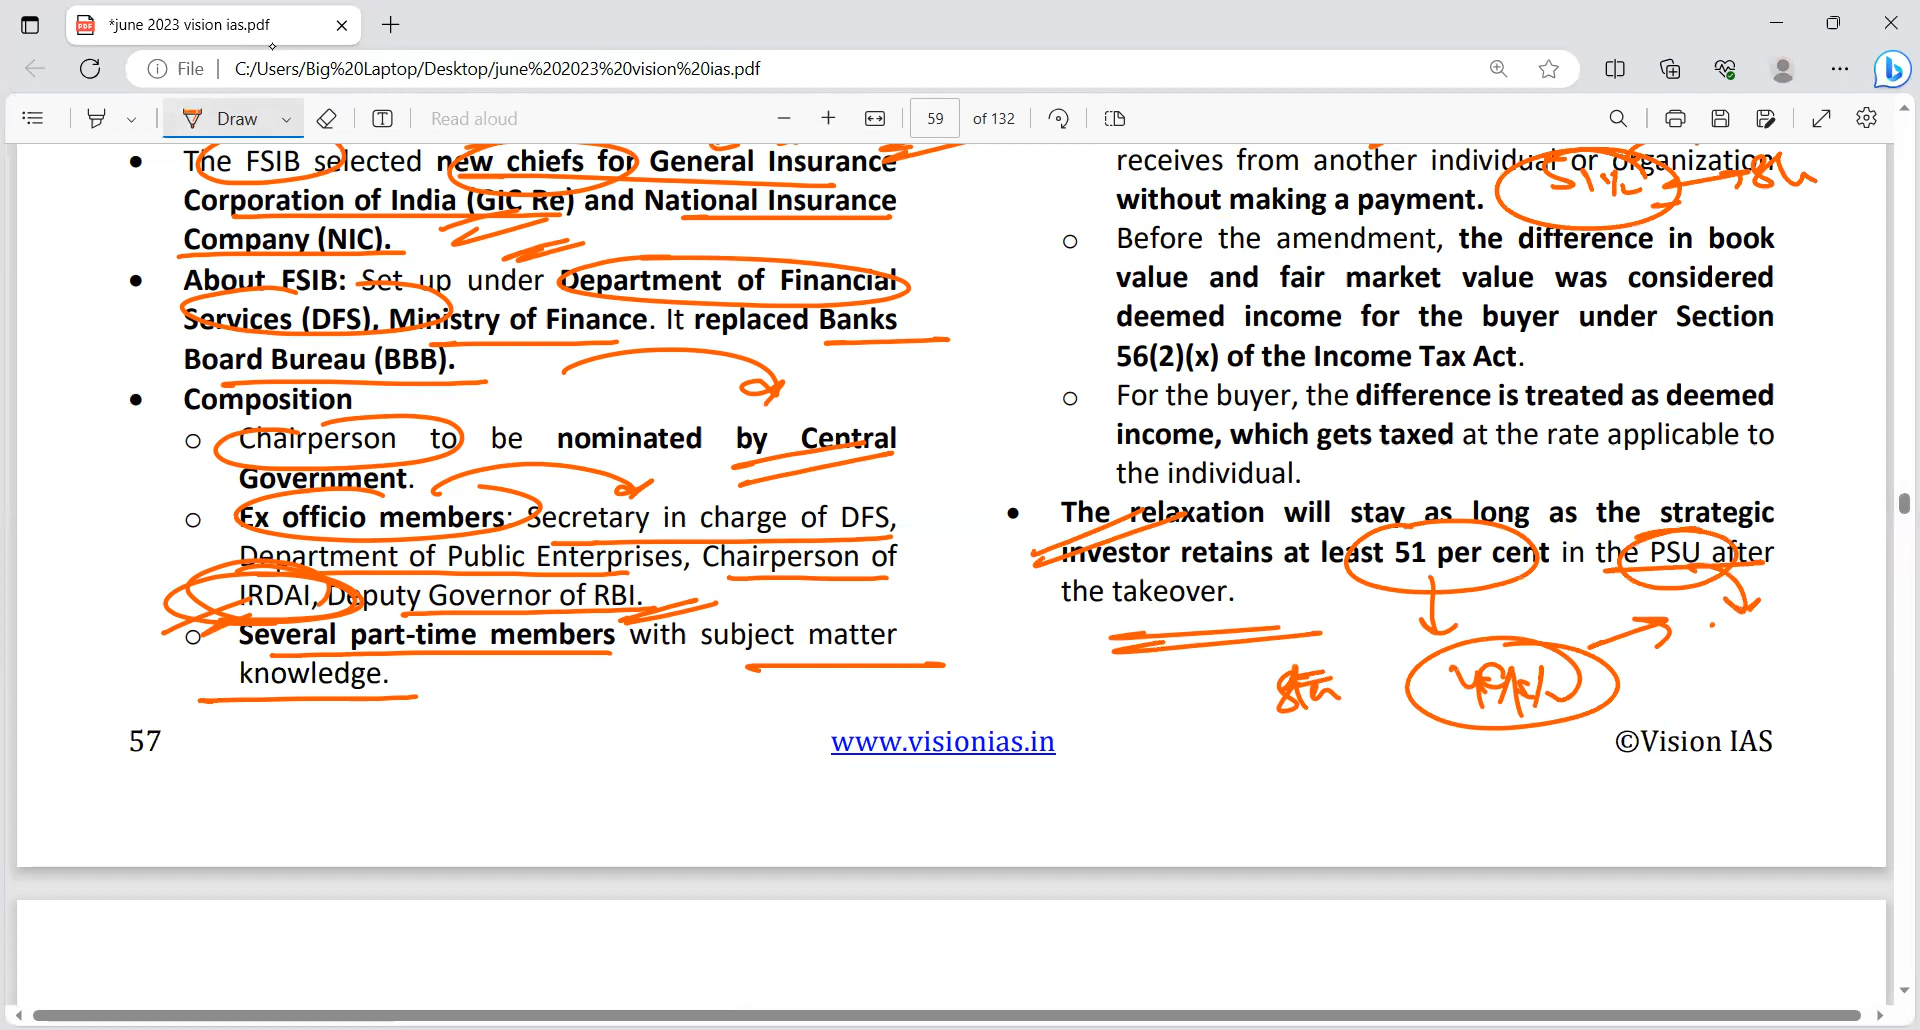 *june 2023 vision ias.pdf
File
C:/Users/Big%20Laptop/Desktop/june%202023%20vision%20ias.pdf
Draw
Read aloud
59
of 132
• The FSIB selected new chiefs for General Insurance
Corporation of India (GIC Re) and National Insurance
Company (NIC).
• About FSIB: Set up under Department of Financial
Services (DFS), Ministry of Finance. It replaced Banks
Board Bureau (BBB).
• Composition
o Chairperson to be nominated by Central
Government.
o Ex officio members: Secretary in charge of DFS,
Department of Public Enterprises, Chairperson of
IRDAI, Deputy Governor of RBI.
o Several part-time members with subject matter
knowledge.
receives from another individual or organization
without making a payment.
51%
o Before the amendment, the difference in book
value and fair market value was considered
deemed income for the buyer under Section
56(2)(x) of the Income Tax Act.
o For the buyer, the difference is treated as deemed
income, which gets taxed at the rate applicable to
the individual.
• The relaxation will stay as long as the strategic
investor retains at least 51 per cent in the PSU after
the takeover.
57
www.visionias.in
©Vision IAS